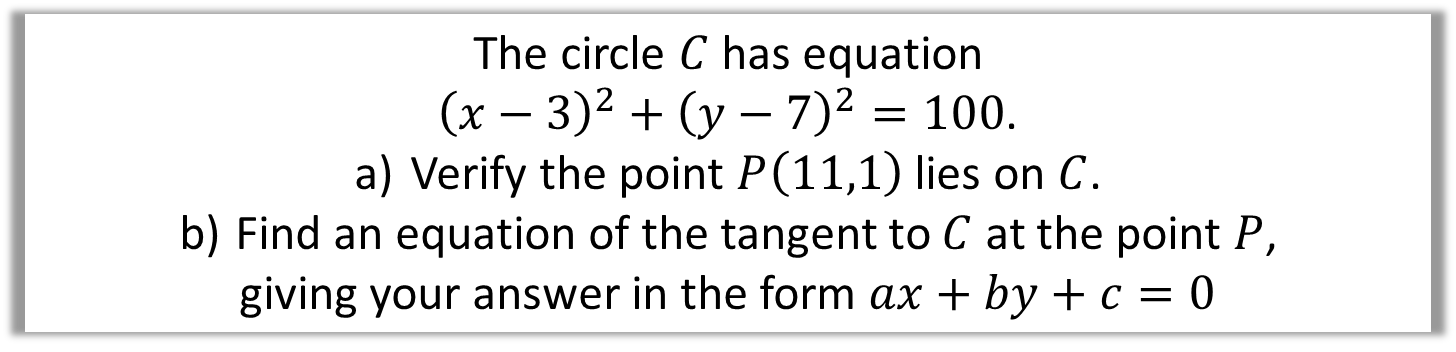 The circle C has equation
(x − 3)² + (y − 7)² = 100.
a) Verify the point P(11,1) lies on C.
b) Find an equation of the tangent to C at the point P,
giving your answer in the form ax + by + c = 0